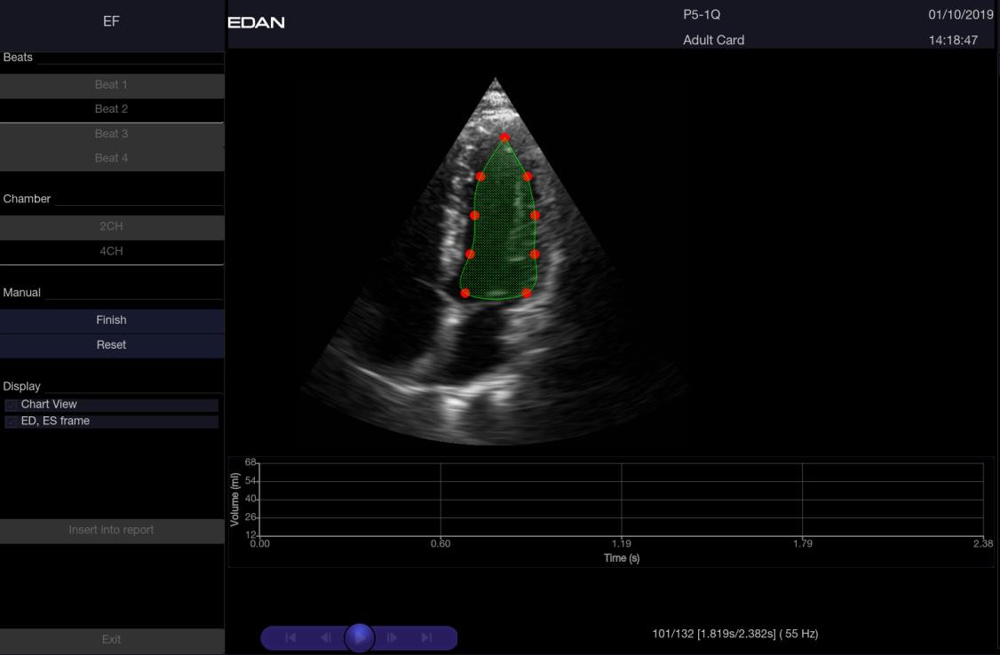 EF
EDAN
P5-1Q
01/10/2019
Adult Card
14:18:47
Beats
Beat 1
Beat 2
Beat 3
Beat 4
Chamber
2CH
4CH
Manual
Finish
Reset
Display
Chart View
ED, ES frame
Insert into report
Exit
Volume (ml)
68
54
40
26
12
0.00
0.60
1.19
1.79
2.38
Time (s)
101/132 [1.819s/2.382s] ( 55 Hz)